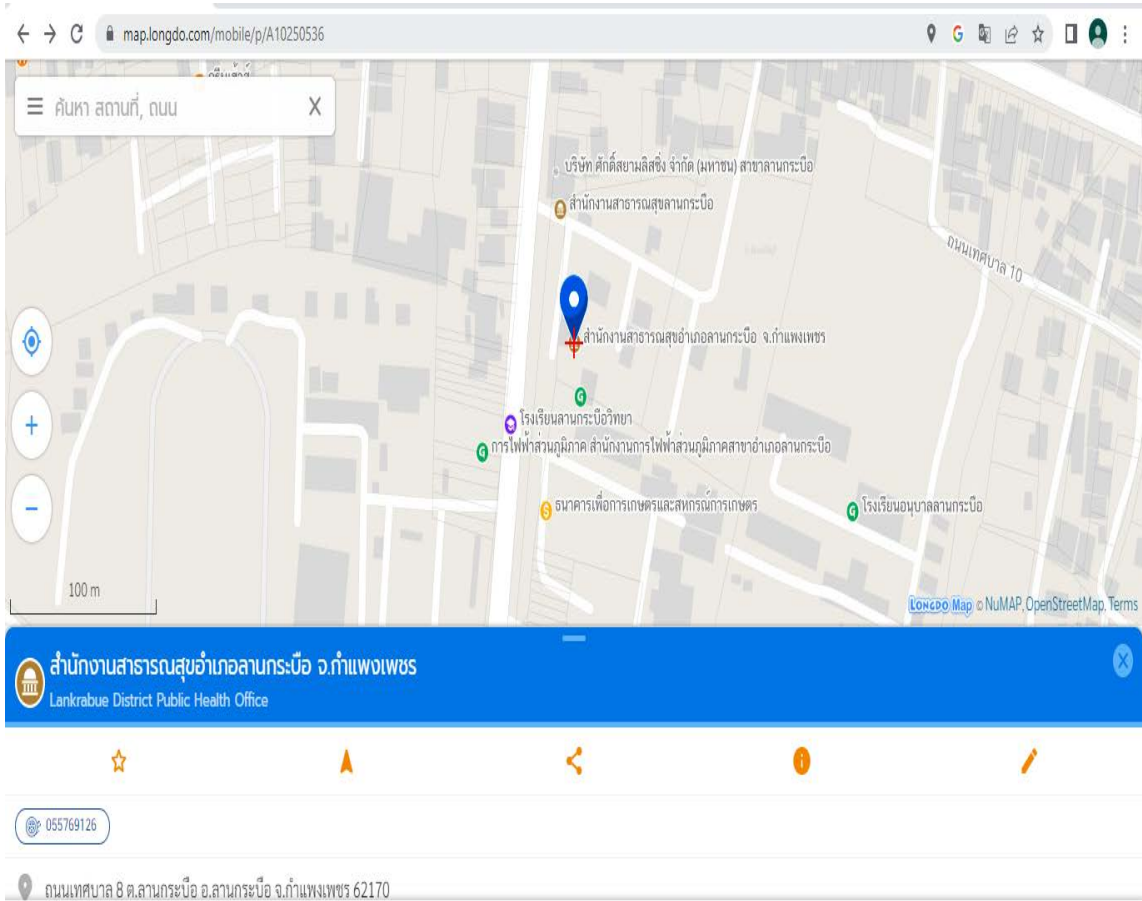 map.longdo.com/mobile/p/A10250536
ค้นหา สถานที่, ถนน
บริษัท ศักดิ์สยามลิสซิ่ง จำกัด (มหาชน) สาขาลานกระบือ
สำนักงานสาธารณสุขลานกระบือ
ถนนเทศบาล 10
สำนักงานสาธารณสุขอำเภอลานกระบือ จ.กำแพงเพชร
โรงเรียนลานกระบือวิทยา
การไฟฟ้าส่วนภูมิภาค สำนักงานการไฟฟ้าส่วนภูมิภาคสาขาอำเภอลานกระบือ
ธนาคารเพื่อการเกษตรและสหกรณ์การเกษตร
โรงเรียนอนุบาลลานกระบือ
100 m
LONGDO Map © NuMAP, OpenStreetMap, Terms
สำนักงานสาธารณสุขอำเภอลานกระบือ จ.กำแพงเพชร
Lankrabue District Public Health Office
055769126
ถนนเทศบาล 8 ต.ลานกระบือ อ.ลานกระบือ จ.กำแพงเพชร 62170